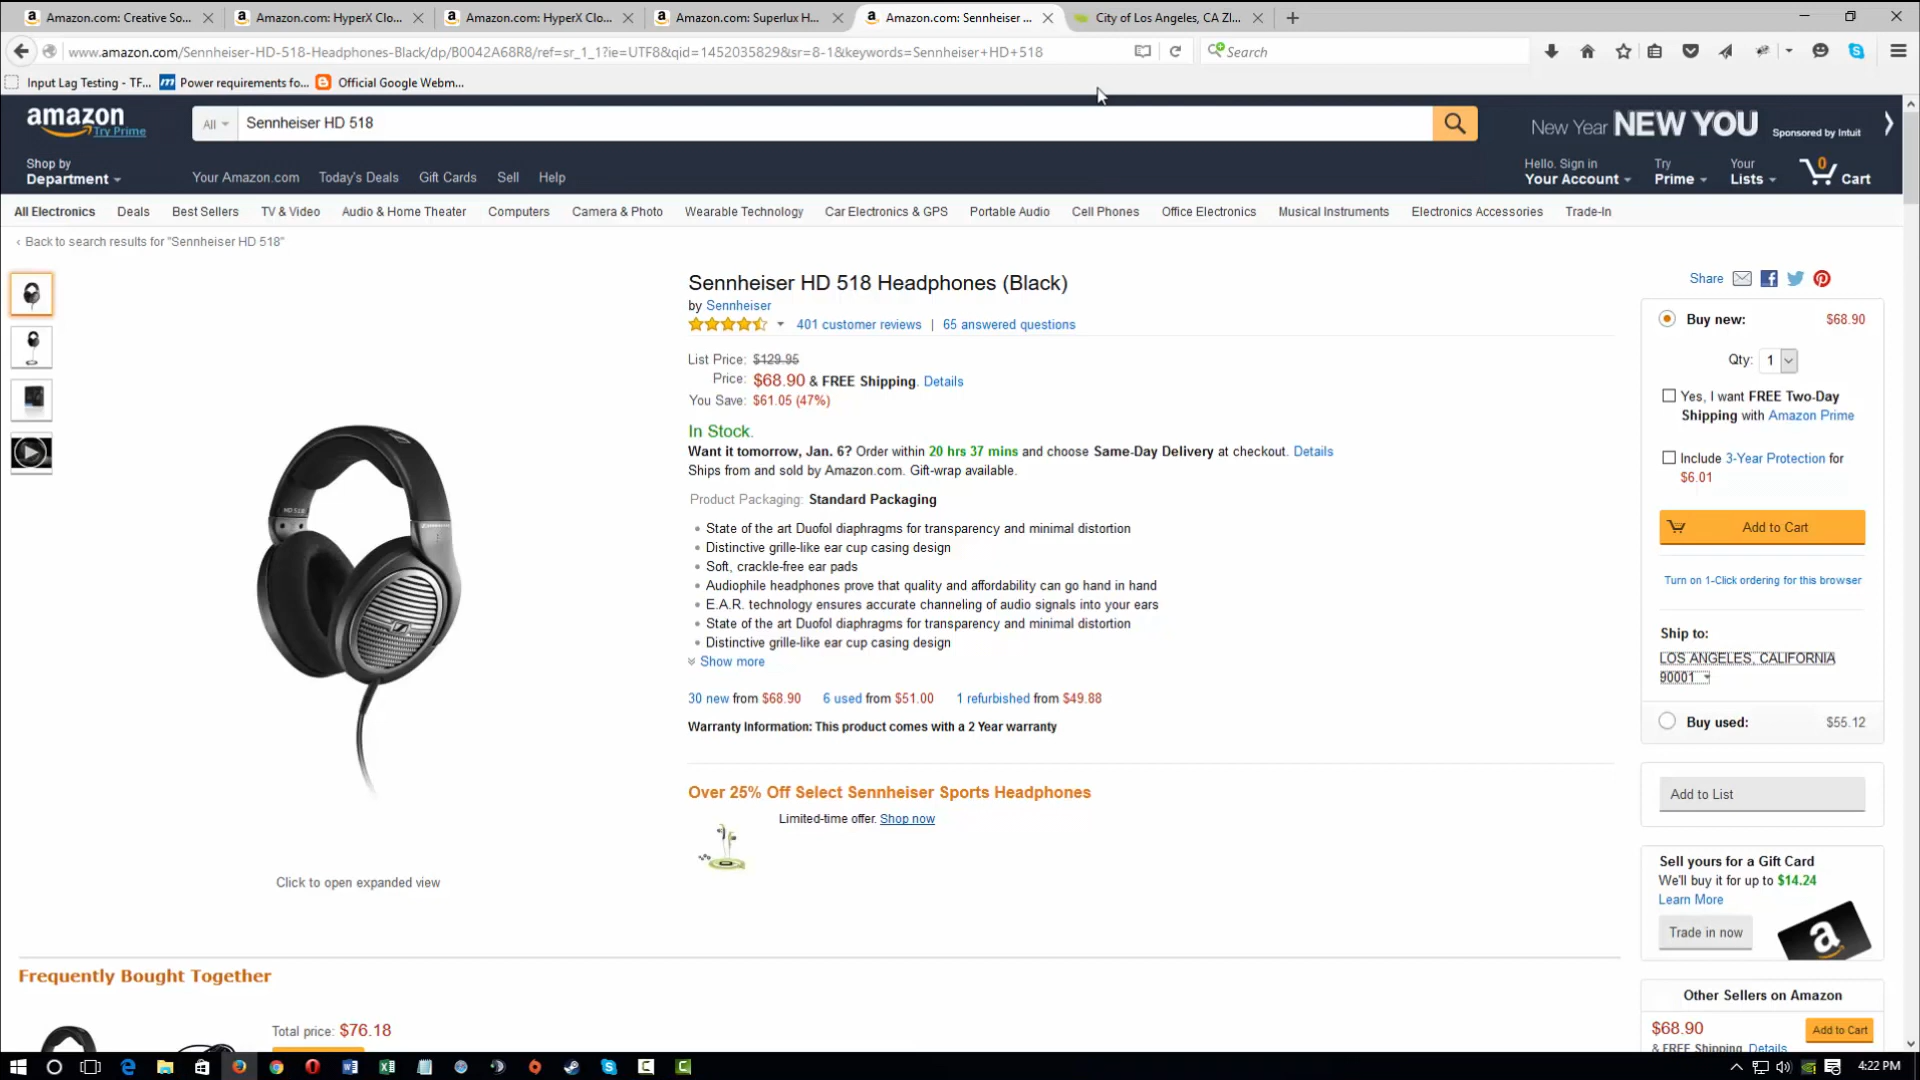 Amazon.com: Creative So...
Amazon.com: HyperX Clo...
Amazon.com: HyperX Clo...
Amazon.com: Superlux H...
Amazon.com: Sennheiser ...
City of Los Angeles, CA ZI...
www.amazon.com/Sennheiser-HD-518-Headphones-Black/dp/B0042A68R8/ref=sr_1_1?ie=UTF8&qid=1452035829&sr=8-1&keywords=Sennheiser+HD+518
Search
Input Lag Testing - TF...
Power requirements fo...
Official Google Webm...
amazon
Try Prime
All
Sennheiser HD 518
New Year NEW YOU Sponsored by Intuit
Shop by
Department
Your Amazon.com
Today's Deals
Gift Cards
Sell
Help
Hello. Sign in
Your Account
Try
Prime
Your
Lists
0
Cart
All Electronics
Deals
Best Sellers
TV & Video
Audio & Home Theater
Computers
Camera & Photo
Wearable Technology
Car Electronics & GPS
Portable Audio
Cell Phones
Office Electronics
Musical Instruments
Electronics Accessories
Trade-In
‹ Back to search results for "Sennheiser HD 518"
Sennheiser HD 518 Headphones (Black)
by Sennheiser
401 customer reviews | 65 answered questions
List Price: $129.95
Price: $68.90 & FREE Shipping. Details
You Save: $61.05 (47%)
In Stock.
Want it tomorrow, Jan. 6? Order within 20 hrs 37 mins and choose Same-Day Delivery at checkout. Details
Ships from and sold by Amazon.com. Gift-wrap available.
Product Packaging: Standard Packaging
• State of the art Duofol diaphragms for transparency and minimal distortion
• Distinctive grille-like ear cup casing design
• Soft, crackle-free ear pads
• Audiophile headphones prove that quality and affordability can go hand in hand
• E.A.R. technology ensures accurate channeling of audio signals into your ears
• State of the art Duofol diaphragms for transparency and minimal distortion
• Distinctive grille-like ear cup casing design
Show more
30 new from $68.90
6 used from $51.00
1 refurbished from $49.88
Warranty Information: This product comes with a 2 Year warranty
Over 25% Off Select Sennheiser Sports Headphones
Limited-time offer. Shop now
Click to open expanded view
Share
Buy new: $68.90
Qty: 1
Yes, I want FREE Two-Day
Shipping with Amazon Prime
Include 3-Year Protection for
$6.01
Add to Cart
Turn on 1-Click ordering for this browser
Ship to:
LOS ANGELES, CALIFORNIA
90001
Buy used: $55.12
Add to List
Sell yours for a Gift Card
We'll buy it for up to $14.24
Learn More
Trade in now
Other Sellers on Amazon
$68.90
Add to Cart
& FREE Shipping. Details
Frequently Bought Together
Total price: $76.18
4:22 PM